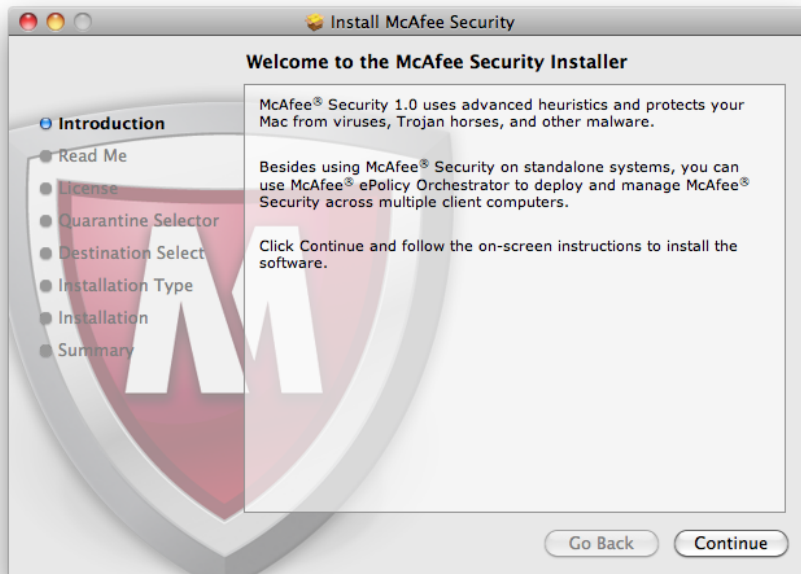 Install McAfee Security
Welcome to the McAfee Security Installer
Introduction
Read Me
License
Quarantine Selector
Destination Select
Installation Type
Installation
Summary
McAfee® Security 1.0 uses advanced heuristics and protects your
Mac from viruses, Trojan horses, and other malware.
Besides using McAfee® Security on standalone systems, you can
use McAfee® ePolicy Orchestrator to deploy and manage McAfee®
Security across multiple client computers.
Click Continue and follow the on-screen instructions to install the
software.
Go Back
Continue